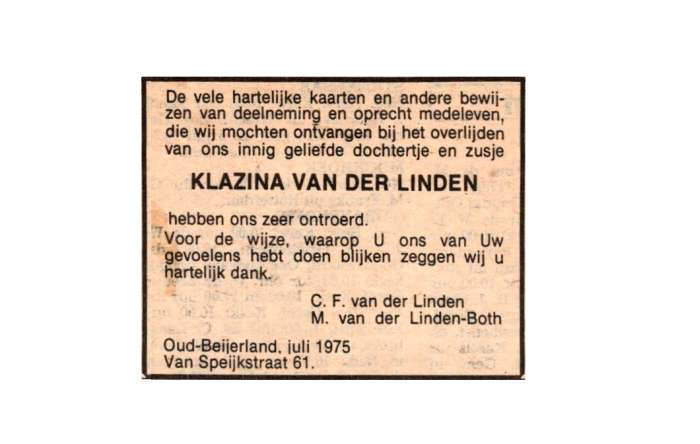 De vele hartelijke kaarten en andere bewij-
zen van deelneming en oprecht medeleven,
die wij mochten ontvangen bij het overlijden
van ons innig geliefde dochtertje en zusje
KLAZINA VAN DER LINDEN
hebben ons zeer ontroerd.
Voor de wijze, waarop U ons van Uw
gevoelens hebt doen blijken zeggen wij u
hartelijk dank.
C. F. van der Linden
M. van der Linden-Both
Oud-Beijerland, juli 1975
Van Speijkstraat 61.